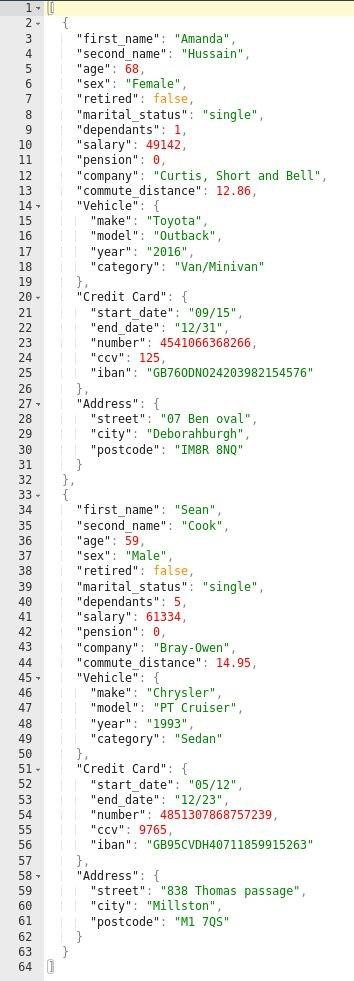 1 [
2 {
3 "first_name": "Amanda",
4 "second_name": "Hussain",
5 "age": 68,
6 "sex": "Female",
7 "retired": false,
8 "marital_status": "single",
9 "dependants": 1,
10 "salary": 49142,
11 "pension": 0,
12 "company": "Curtis, Short and Bell",
13 "commute_distance": 12.86,
14 "Vehicle": {
15 "make": "Toyota",
16 "model": "Outback",
17 "year": "2016",
18 "category": "Van/Minivan"
19 },
20 "Credit Card": {
21 "start_date": "09/15",
22 "end_date": "12/31",
23 "number": 4541066368266,
24 "ccv": 125,
25 "iban": "GB76ODNO24203982154576"
26 },
27 "Address": {
28 "street": "07 Ben oval",
29 "city": "Deborahburgh",
30 "postcode": "IM8R 8NQ"
31 }
32 },
33 {
34 "first_name": "Sean",
35 "second_name": "Cook",
36 "age": 59,
37 "sex": "Male",
38 "retired": false,
39 "marital_status": "single",
40 "dependants": 5,
41 "salary": 61334,
42 "pension": 0,
43 "company": "Bray-Owen",
44 "commute_distance": 14.95,
45 "Vehicle": {
46 "make": "Chrysler",
47 "model": "PT Cruiser",
48 "year": "1993",
49 "category": "Sedan"
50 },
51 "Credit Card": {
52 "start_date": "05/12",
53 "end_date": "12/23",
54 "number": 4851307868757239,
55 "ccv": 9765,
56 "iban": "GB95CVDH40711859915263"
57 },
58 "Address": {
59 "street": "838 Thomas passage",
60 "city": "Millston",
61 "postcode": "M1 7QS"
62 }
63 }
64 ]